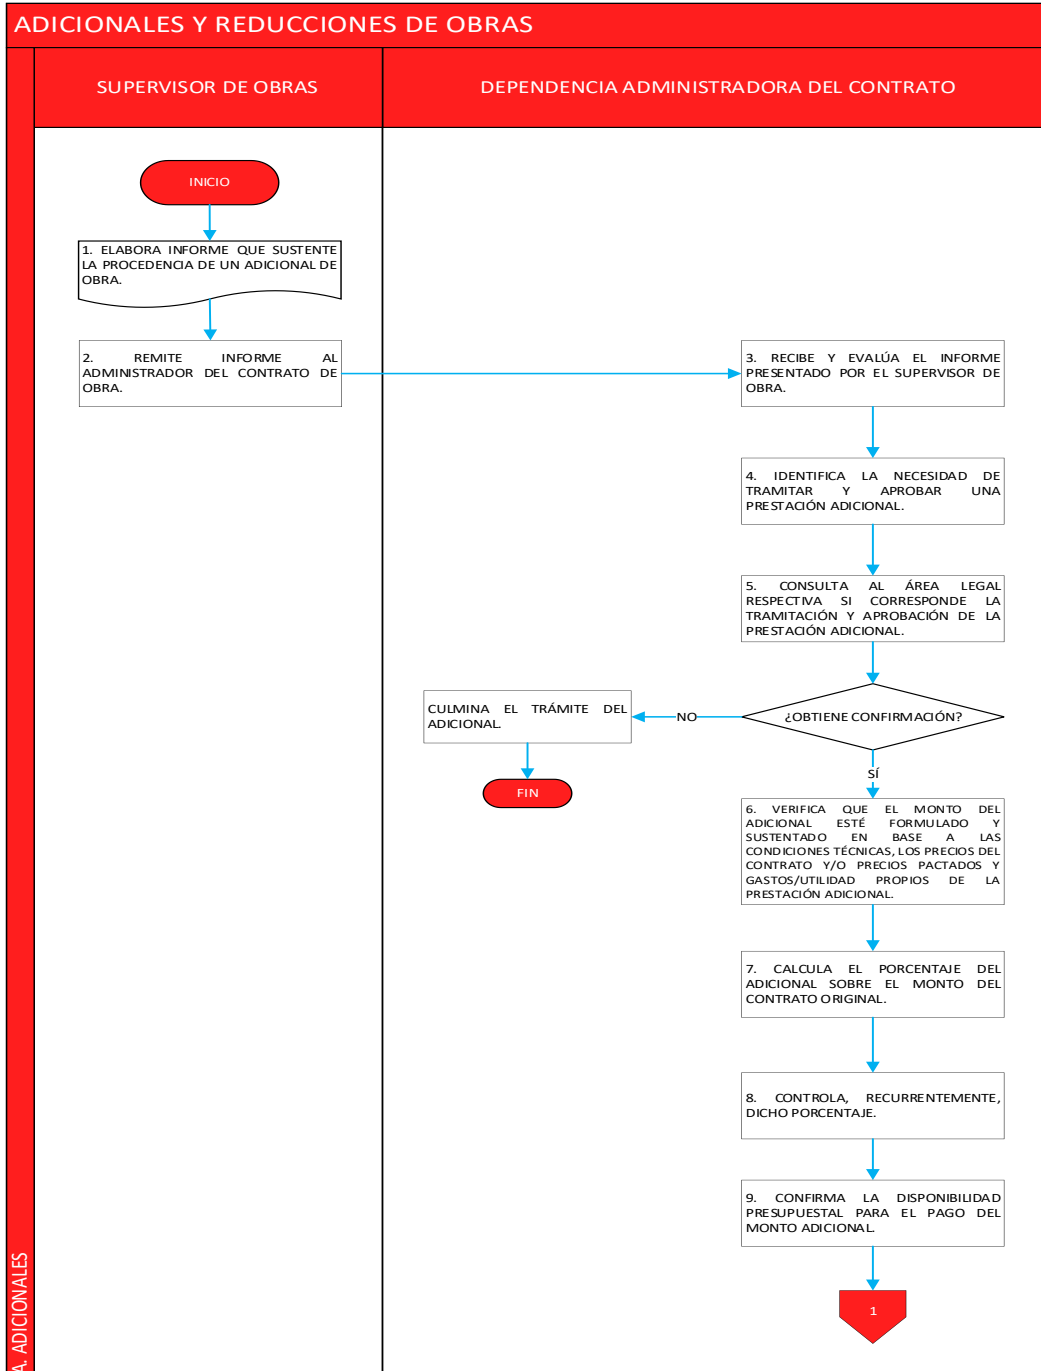 ADICIONALES Y REDUCCIONES DE OBRAS
SUPERVISOR DE OBRAS
DEPENDENCIA ADMINISTRADORA DEL CONTRATO
INICIO
1. ELABORA INFORME QUE SUSTENTE
LA PROCEDENCIA DE UN ADICIONAL DE
OBRA.
2. REMITE INFORME AL
ADMINISTRADOR DEL CONTRATO DE
OBRA.
3. RECIBE Y EVALÚA EL INFORME
PRESENTADO POR EL SUPERVISOR DE
OBRA.
4. IDENTIFICA LA NECESIDAD DE
TRAMITAR Y APROBAR UNA
PRESTACIÓN ADICIONAL.
5. CONSULTA AL ÁREA LEGAL
RESPECTIVA SI CORRESPONDE LA
TRAMITACIÓN Y APROBACIÓN DE LA
PRESTACIÓN ADICIONAL.
¿OBTIENE CONFIRMACIÓN?
NO
CULMINA EL TRÁMITE DEL
ADICIONAL.
FIN
SÍ
6. VERIFICA QUE EL MONTO DEL
ADICIONAL ESTÉ FORMULADO Y
SUSTENTADO EN BASE A LAS
CONDICIONES TÉCNICAS, LOS PRECIOS DEL
CONTRATO Y/O PRECIOS PACTADOS Y
GASTOS/UTILIDAD PROPIOS DE LA
PRESTACIÓN ADICIONAL.
7. CALCULA EL PORCENTAJE DEL
ADICIONAL SOBRE EL MONTO DEL
CONTRATO ORIGINAL.
8. CONTROLA, RECURRENTEMENTE,
DICHO PORCENTAJE.
9. CONFIRMA LA DISPONIBILIDAD
PRESUPUESTAL PARA EL PAGO DEL
MONTO ADICIONAL.
1
A. ADICIONALES